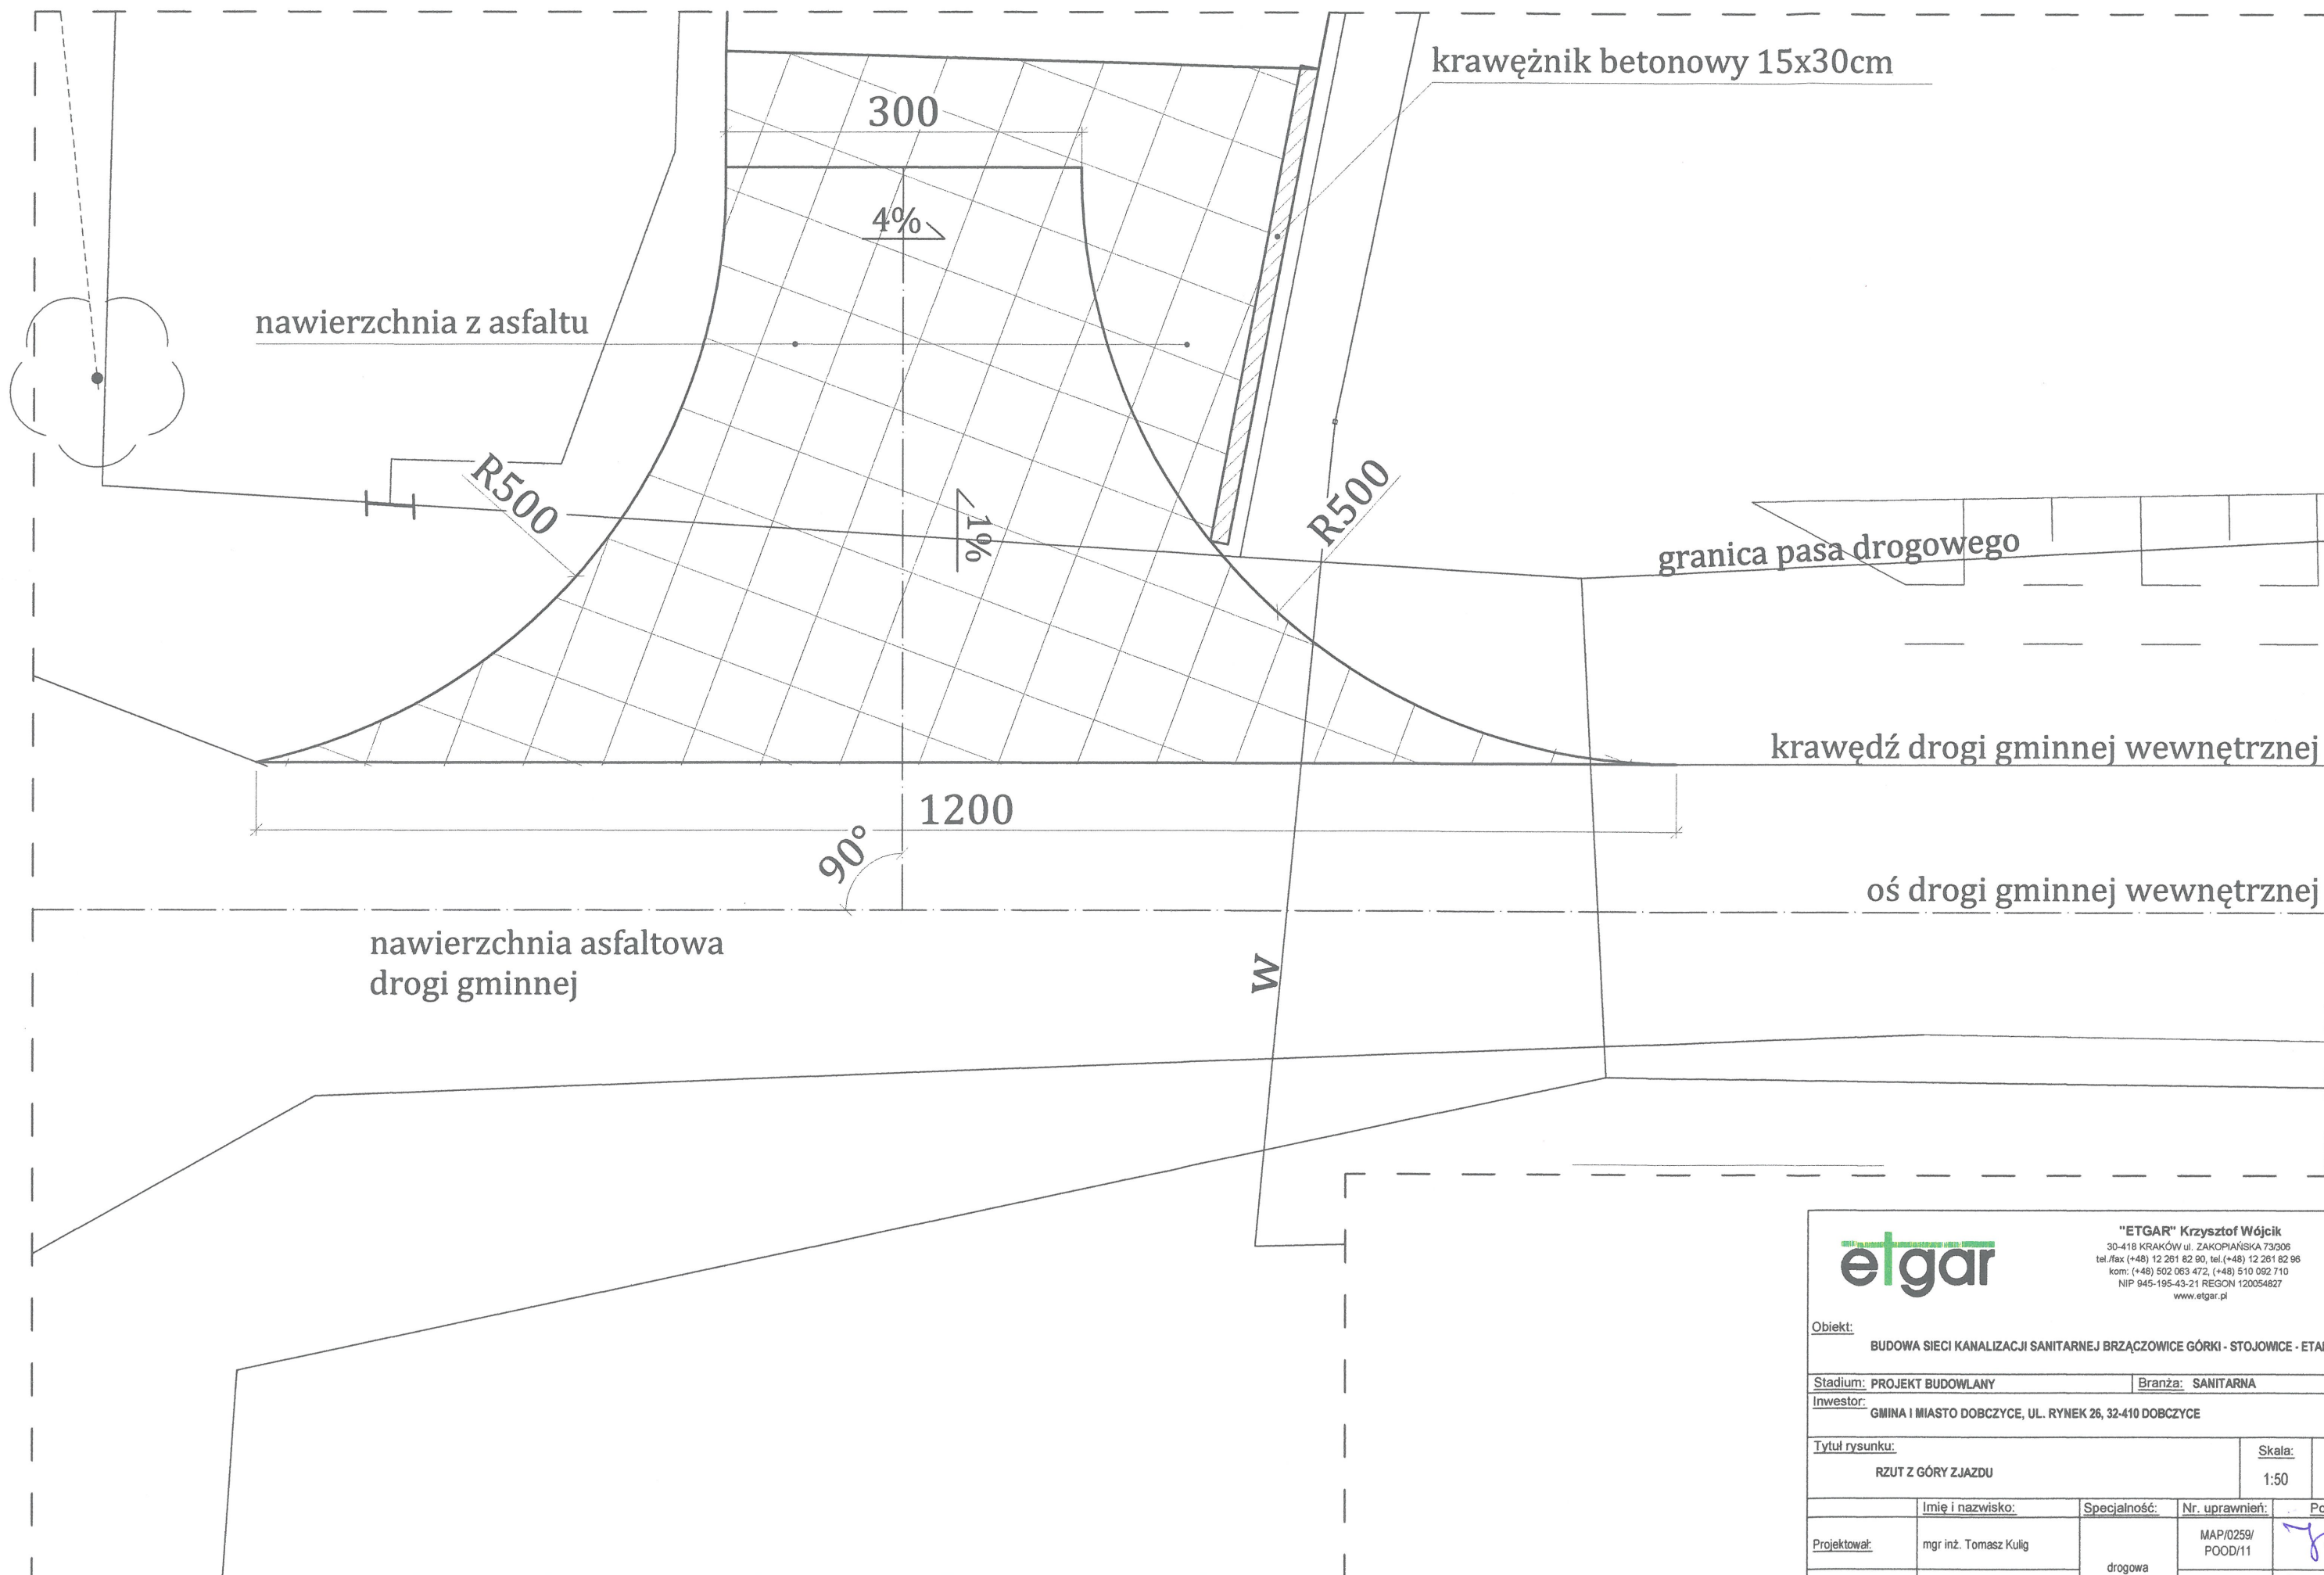 krawężnik betonowy 15x30cm
300
4%
nawierzchnia z asfaltu
R500
R500
1%
granica pasa drogowego
krawędź drogi gminnej wewnętrznej
1200
90°
oś drogi gminnej wewnętrznej
nawierzchnia asfaltowa
drogi gminnej
w
etgar
"ETGAR" Krzysztof Wójcik
30-418 KRAKÓW ul. ZAKOPIAŃSKA 73/306
tel./fax (+48) 12 261 82 90, tel.(+48) 12 261 82 96
kom: (+48) 502 063 472, (+48) 510 092 710
NIP 945-195-43-21 REGON 120054827
www.etgar.pl
Obiekt:
BUDOWA SIECI KANALIZACJI SANITARNEJ BRZĄCZOWICE GÓRKI - STOJOWICE -
Stadium: PROJEKT BUDOWLANY Branża: SANITARNA
Inwestor:
GMINA I MIASTO DOBCZYCE, UL. RYNEK 26, 32-410 DOBCZYCE
Tytuł rysunku: Skala:
RZUT Z GÓRY ZJAZDU 1:50
Imię i nazwisko: Specjalność: Nr. uprawnień:
Projektował: mgr inż. Tomasz Kulig drogowa MAP/0259/
POOD/11